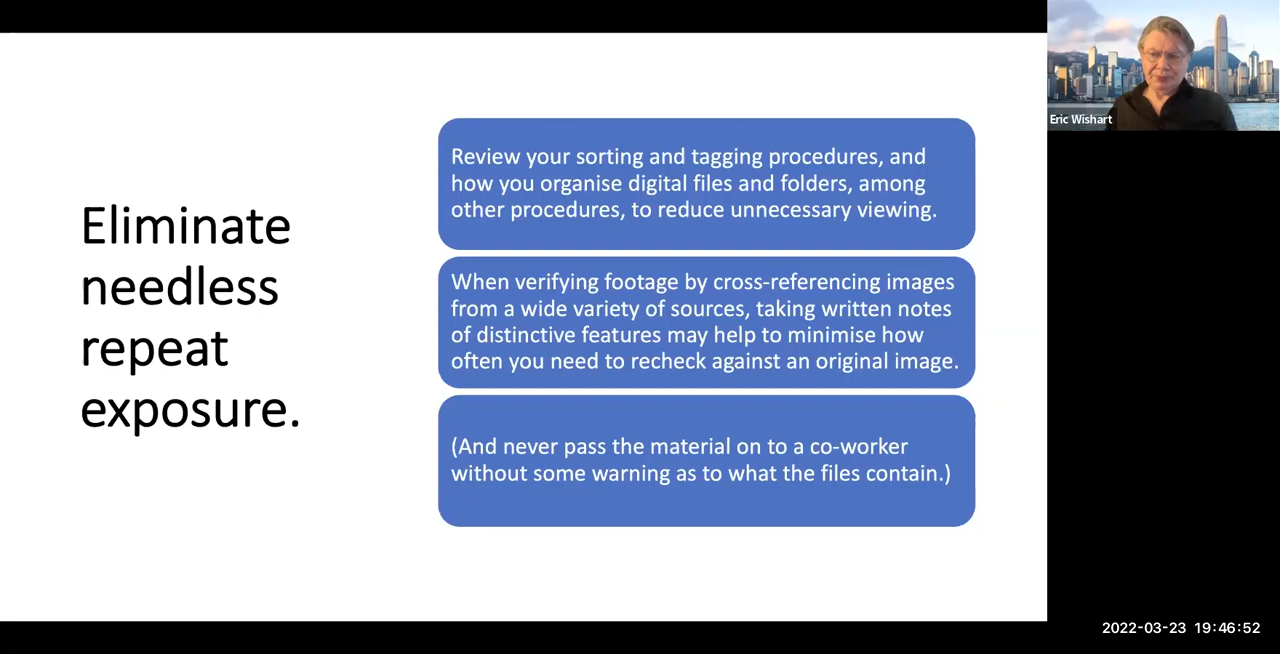 Eliminate
needless
repeat
exposure.
Review your sorting and tagging procedures, and
how you organise digital files and folders, among
other procedures, to reduce unnecessary viewing.
When verifying footage by cross-referencing images
from a wide variety of sources, taking written notes
of distinctive features may help to minimise how
often you need to recheck against an original image.
(And never pass the material on to a co-worker
without some warning as to what the files contain.)
Eric Wishart
2022-03-23 19:46:52